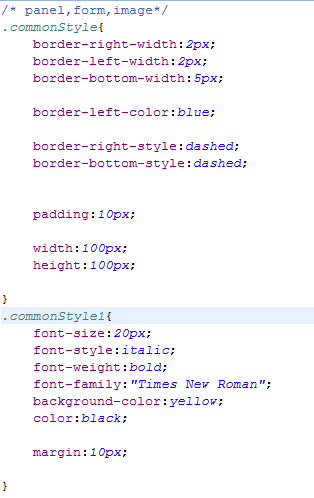 /* panel,form,image*/
.commonStyle{
border-right-width:2px;
border-left-width:2px;
border-bottom-width:5px;
border-left-color:blue;
border-right-style:dashed;
border-bottom-style:dashed;
padding:10px;
width:100px;
height:100px;
}
.commonStyle1{
font-size:20px;
font-style:italic;
font-weight:bold;
font-family:"Times New Roman";
background-color:yellow;
color:black;
margin:10px;
}